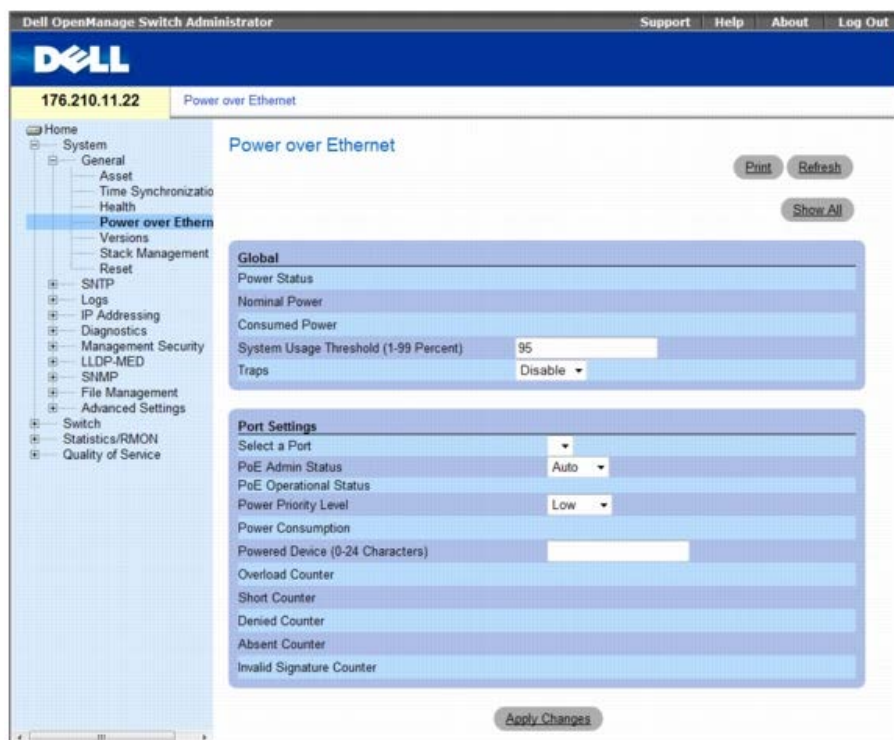 Dell OpenManage Switch Administrator
Support Help About Log Out
DELL
176.210.11.22
Power over Ethernet
Home
System
General
Asset
Time Synchronizatio
Health
Power over Ethern
Versions
Stack Management
Reset
SNTP
Logs
IP Addressing
Diagnostics
Management Security
LLDP-MED
SNMP
File Management
Advanced Settings
Switch
Statistics/RMON
Quality of Service
Power over Ethernet
Print Refresh
Show All
Global
Power Status
Nominal Power
Consumed Power
System Usage Threshold (1-99 Percent) 95
Traps Disable
Port Settings
Select a Port
PoE Admin Status Auto
PoE Operational Status
Power Priority Level Low
Power Consumption
Powered Device (0-24 Characters)
Overload Counter
Short Counter
Denied Counter
Absent Counter
Invalid Signature Counter
Apply Changes